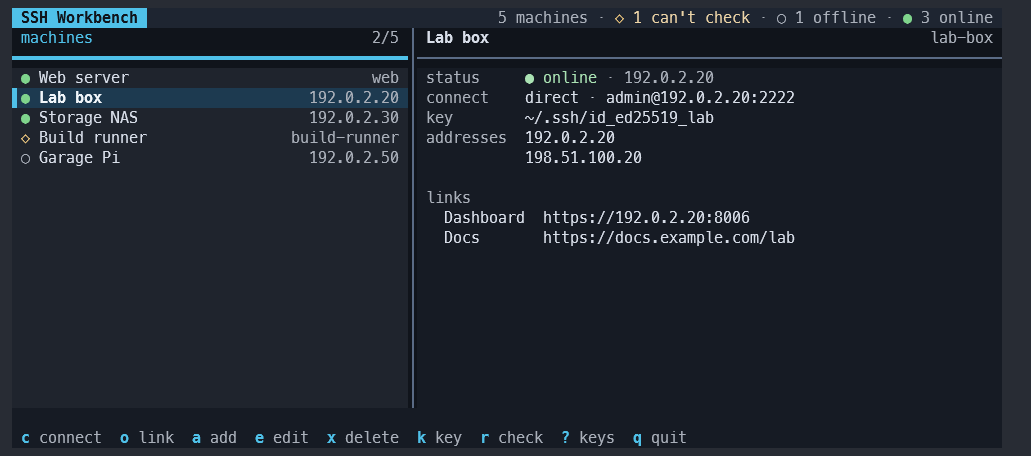 SSH Workbench 5 machines · ◇ 1 can't check · ○ 1 offline · ● 3 online
machines 2/5
● Web server web
● Lab box 192.0.2.20
● Storage NAS 192.0.2.30
◇ Build runner build-runner
○ Garage Pi 192.0.2.50
Lab box lab-box
status ● online · 192.0.2.20
connect direct · admin@192.0.2.20:2222
key ~/.ssh/id_ed25519_lab
addresses 192.0.2.20
198.51.100.20
links
Dashboard https://192.0.2.20:8006
Docs https://docs.example.com/lab
c connect o link a add e edit x delete k key r check ? keys q quit